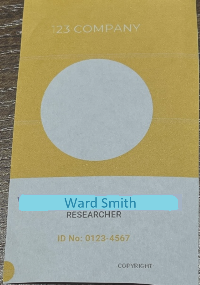 123 COMPANY
Ward Smith
RESEARCHER
ID No: 0123-4567
COPYRIGHT